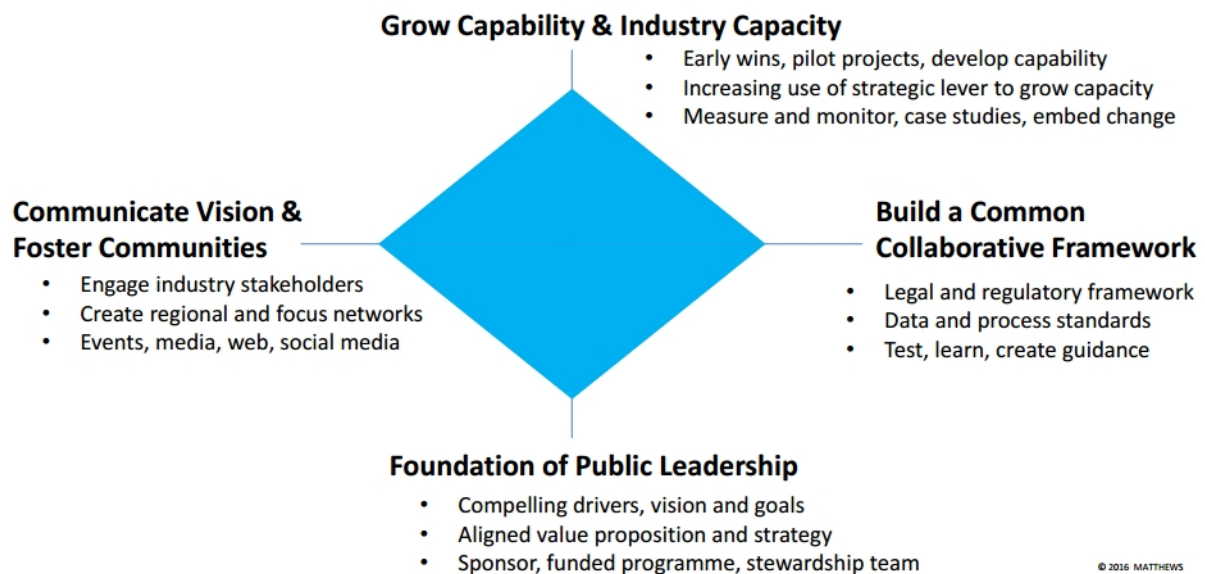 Grow Capability & Industry Capacity
• Early wins, pilot projects, develop capability
• Increasing use of strategic lever to grow capacity
• Measure and monitor, case studies, embed change
Communicate Vision &
Foster Communities
• Engage industry stakeholders
• Create regional and focus networks
• Events, media, web, social media
Build a Common
Collaborative Framework
• Legal and regulatory framework
• Data and process standards
• Test, learn, create guidance
Foundation of Public Leadership
• Compelling drivers, vision and goals
• Aligned value proposition and strategy
• Sponsor, funded programme, stewardship team
© 2016 MATTHEWS